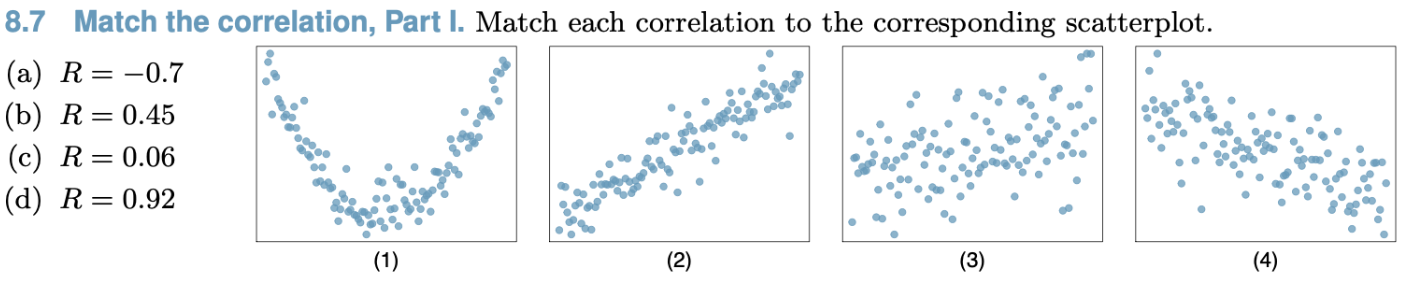 8.7 Match the correlation, Part I. Match each correlation to the corresponding scatterplot.
(a) R = −0.7
(b) R = 0.45
(c) R = 0.06
(d) R = 0.92
(1) (2) (3) (4)